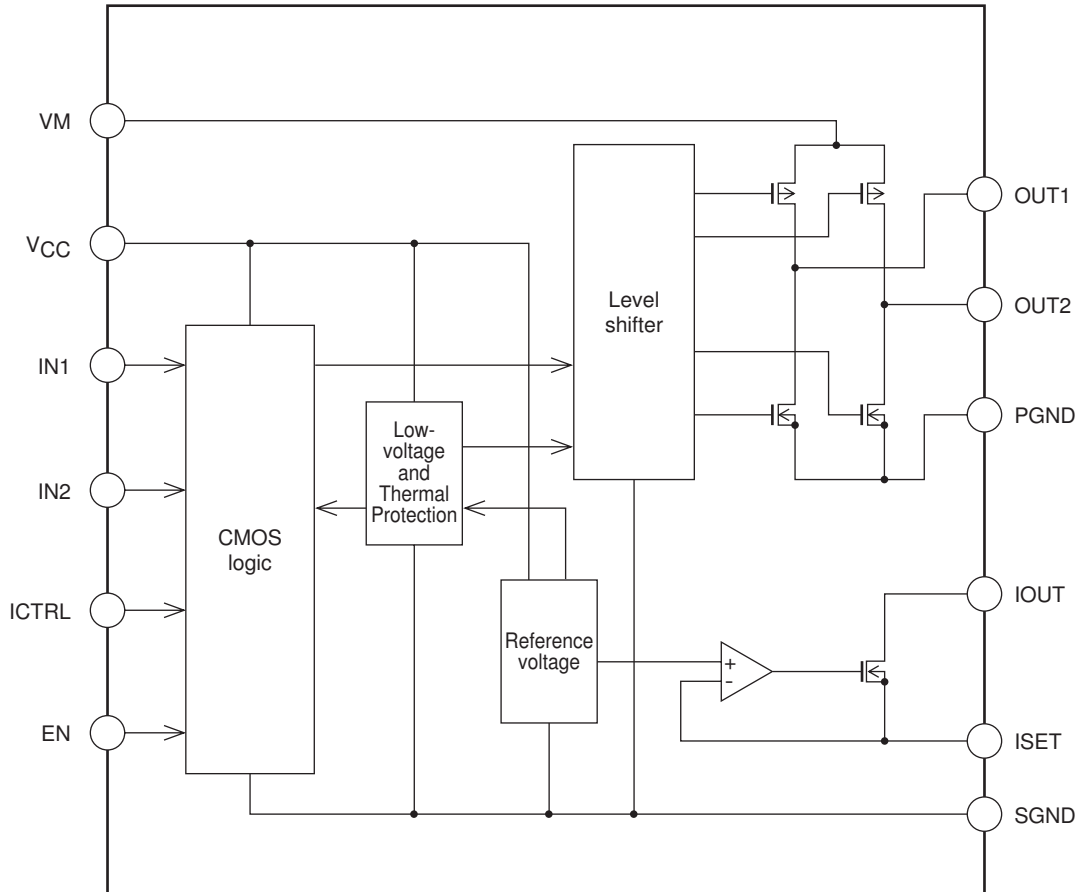 VM
VCC
IN1
IN2
ICTRL
EN
CMOS
logic
Low-
voltage
and
Thermal
Protection
Reference
voltage
Level
shifter
+
-
OUT1
OUT2
PGND
IOUT
ISET
SGND